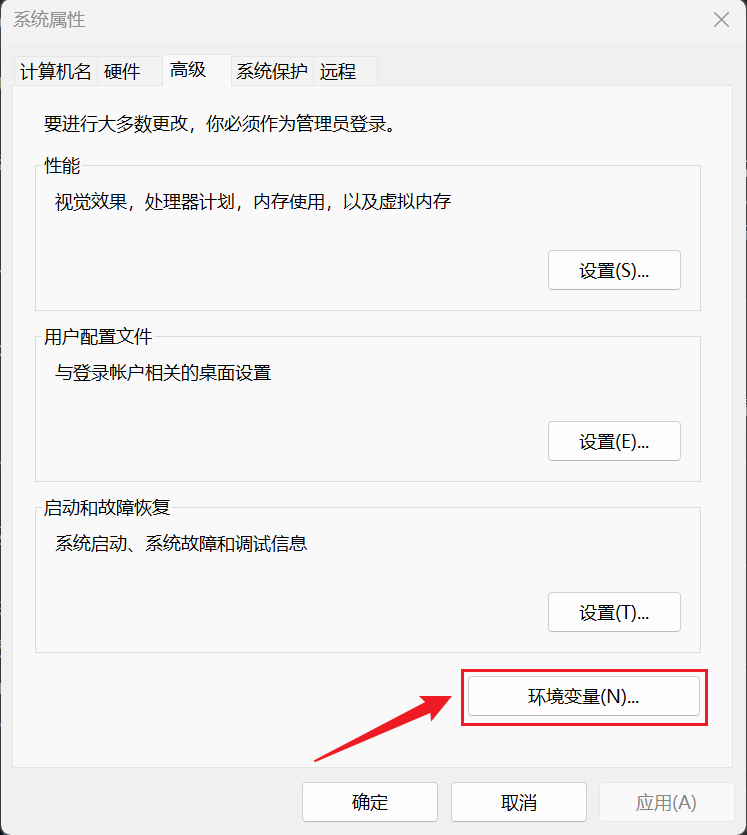 系统属性
计算机名 硬件 高级 系统保护 远程
要进行大多数更改，你必须作为管理员登录。
性能
视觉效果，处理器计划，内存使用，以及虚拟内存
设置(S)...
用户配置文件
与登录帐户相关的桌面设置
设置(E)...
启动和故障恢复
系统启动、系统故障和调试信息
设置(T)...
环境变量(N)...
确定 取消 应用(A)